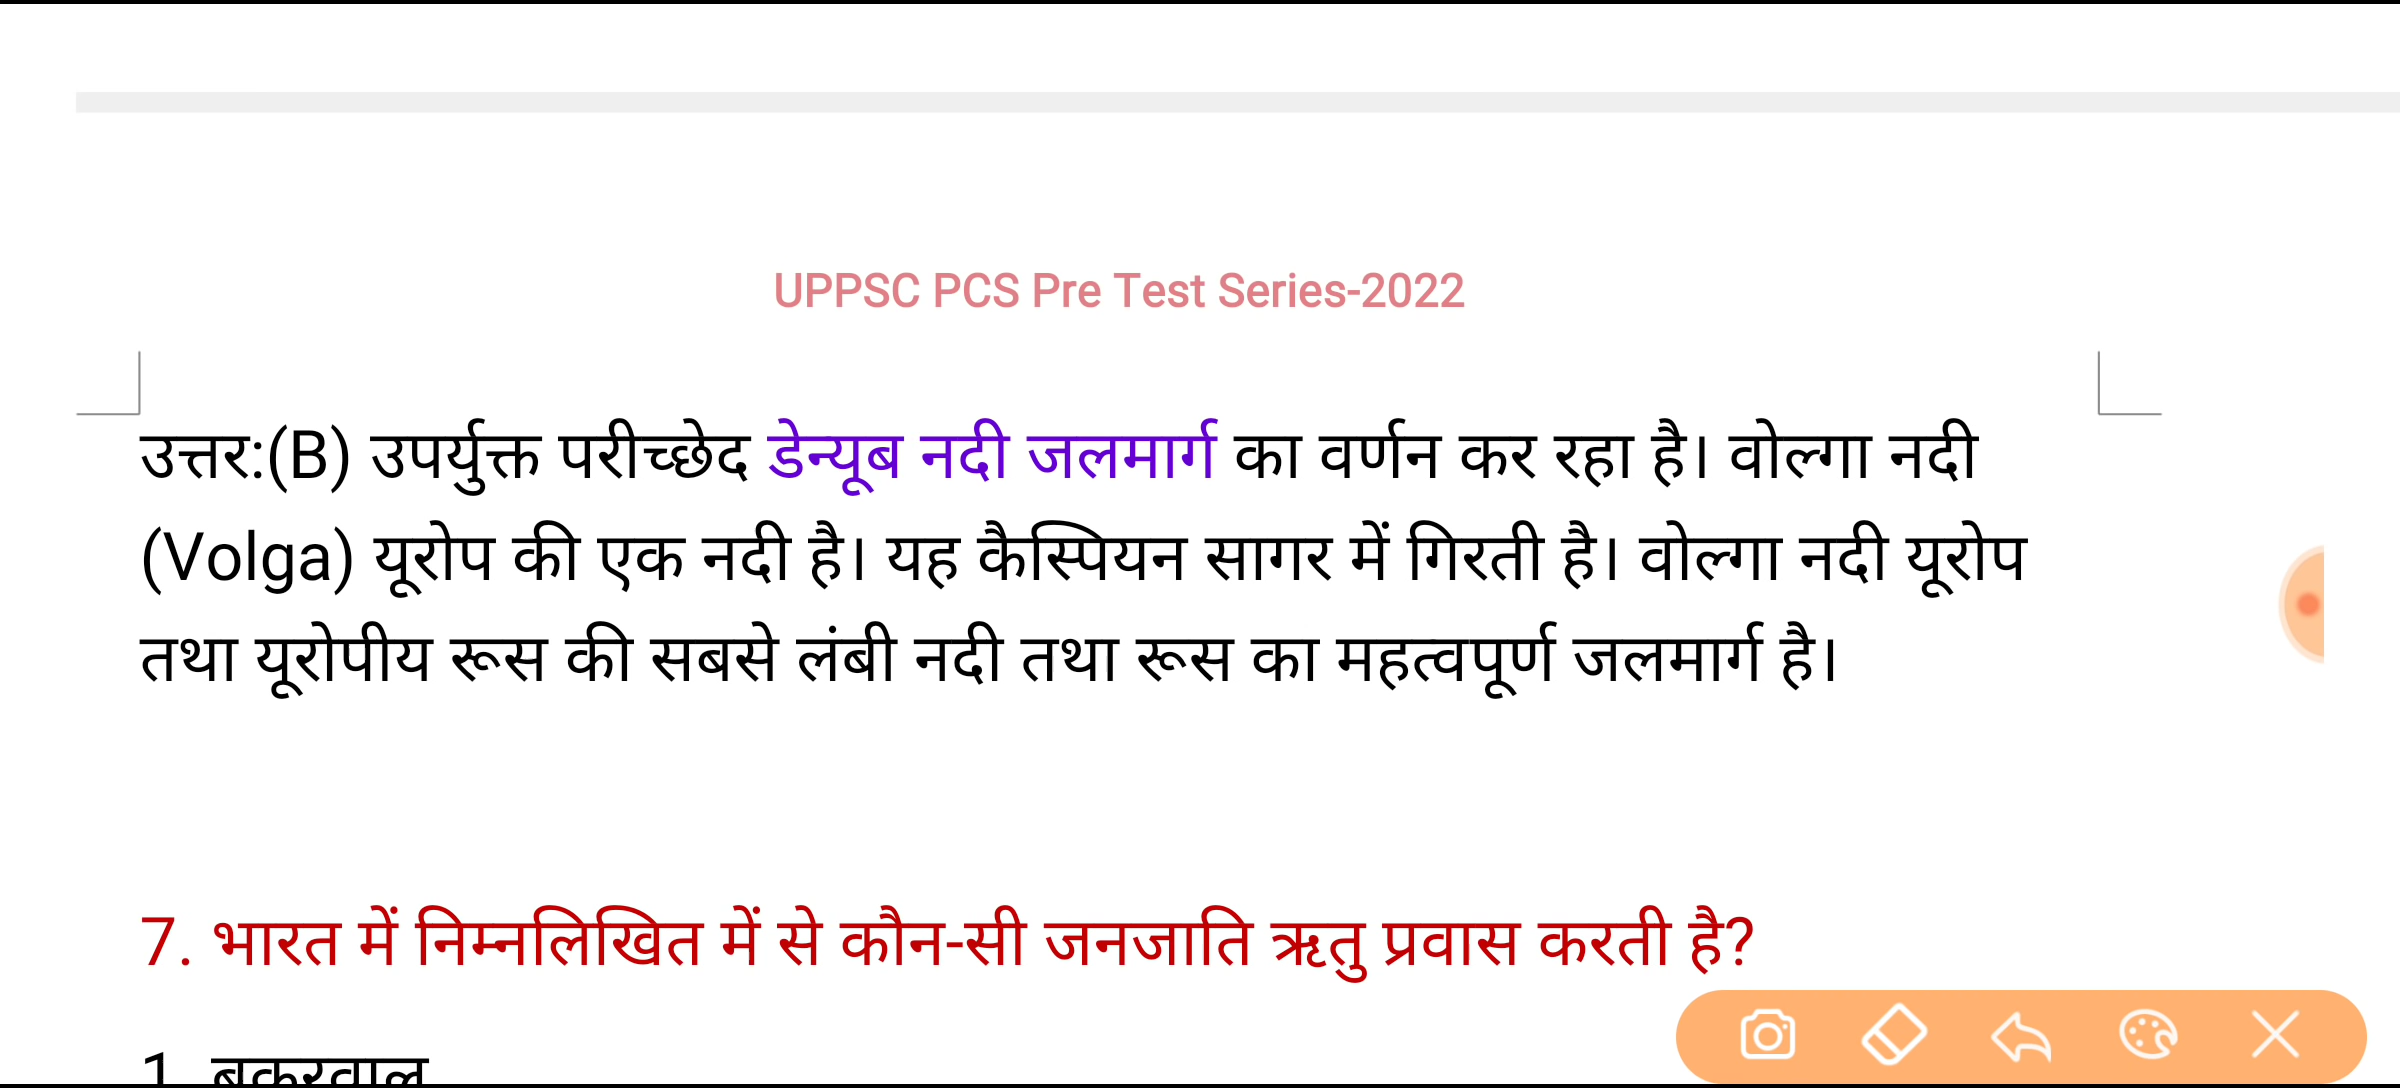 UPPSC PCS Pre Test Series-2022
उत्तर:(B) उपर्युक्त परीच्छेद डेन्यूब नदी जलमार्ग का वर्णन कर रहा है। वोल्गा नदी
(Volga) यूरोप की एक नदी है। यह कैस्पियन सागर में गिरती है। वोल्गा नदी यूरोप
तथा यूरोपीय रूस की सबसे लंबी नदी तथा रूस का महत्वपूर्ण जलमार्ग है।
7. भारत में निम्नलिखित में से कौन-सी जनजाति ऋतु प्रवास करती है?
1. बकरवाल